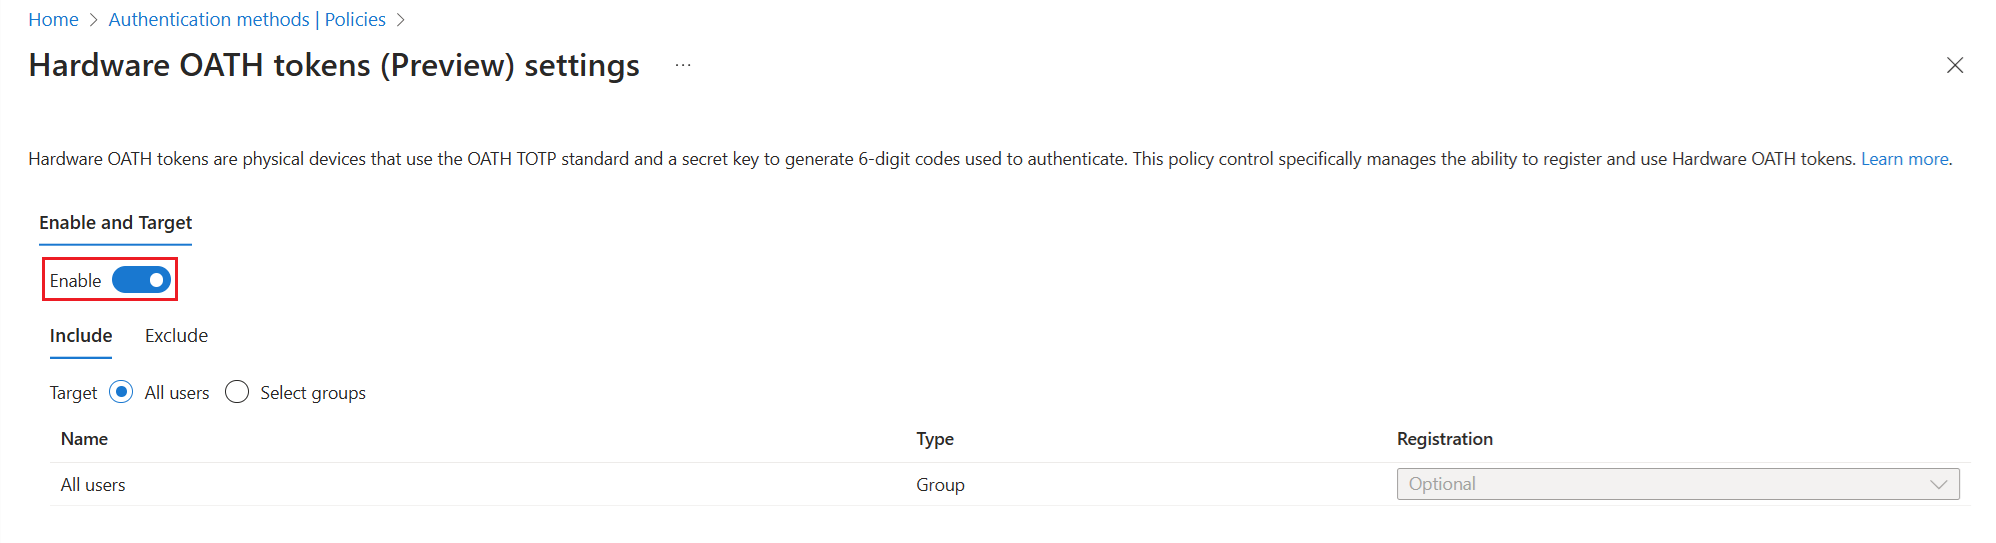 Home > Authentication methods | Policies >
Hardware OATH tokens (Preview) settings ...
Hardware OATH tokens are physical devices that use the OATH TOTP standard and a secret key to generate 6-digit codes used to authenticate. This policy control specifically manages the ability to register and use Hardware OATH tokens. Learn more.
Enable and Target
Enable
Include Exclude
Target All users Select groups
Name Type Registration
All users Group Optional